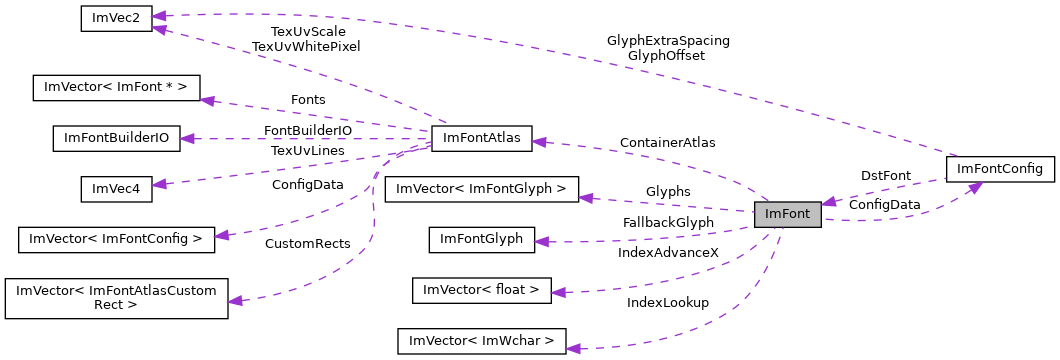 ImVec2
TexUvScale
TexUvWhitePixel
GlyphExtraSpacing
GlyphOffset
ImVector< ImFont * >
Fonts
ImFontBuilderIO
FontBuilderIO
ImFontAtlas
ContainerAtlas
TexUvLines
ImVec4
ConfigData
ImVector< ImFontGlyph >
Glyphs
ImFont
DstFont
ConfigData
ImFontConfig
FallbackGlyph
ImFontGlyph
ImVector< ImFontConfig >
CustomRects
IndexAdvanceX
ImVector< ImFontAtlasCustom
Rect >
ImVector< float >
IndexLookup
ImVector< ImWchar >